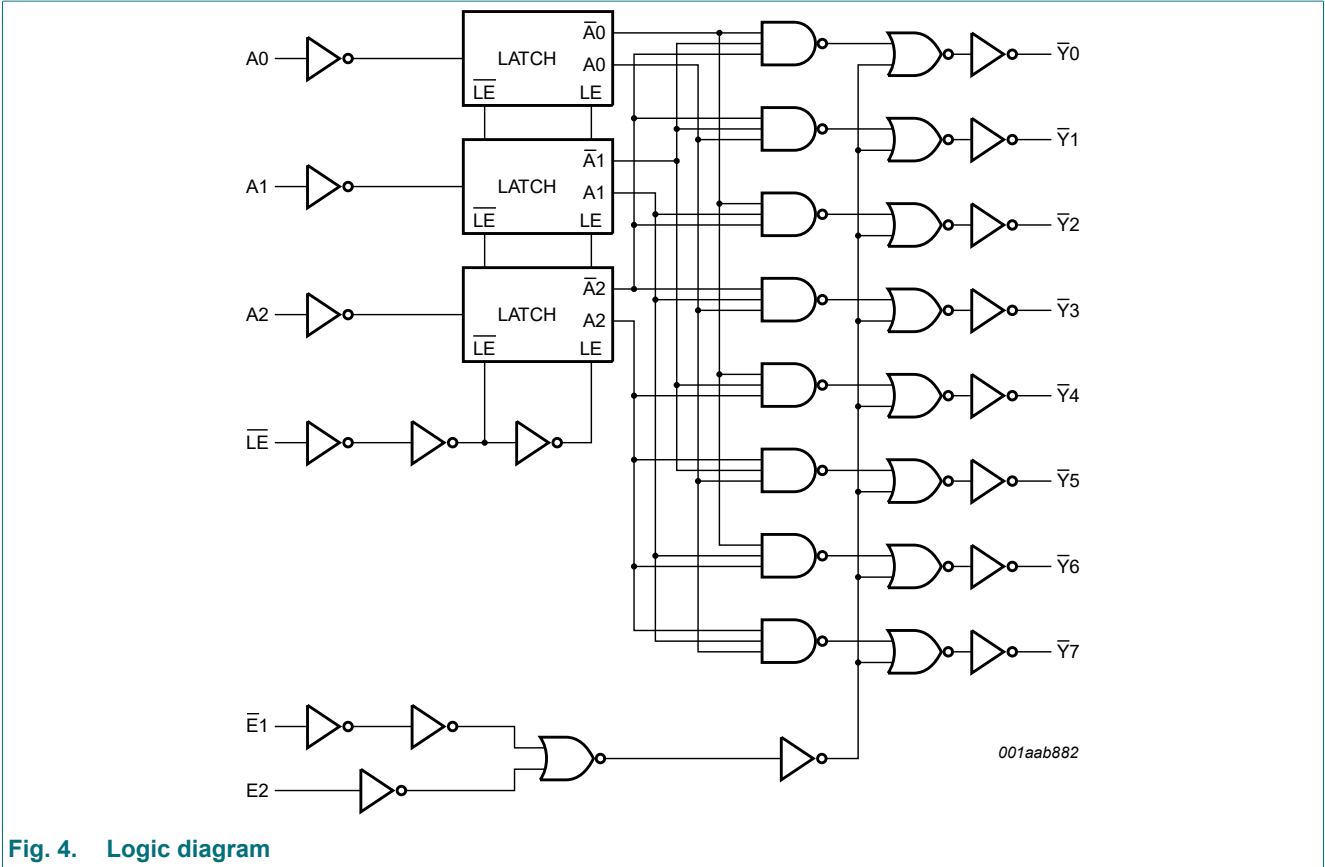 A0
LATCH
A̅0
A0
L̅E̅
LE
Y̅0
Y̅1
A1
LATCH
A̅1
A1
L̅E̅
LE
Y̅2
A2
LATCH
A̅2
A2
L̅E̅
LE
Y̅3
Y̅4
L̅E̅
Y̅5
Y̅6
Y̅7
E̅1
E2
001aab882
Fig. 4. Logic diagram